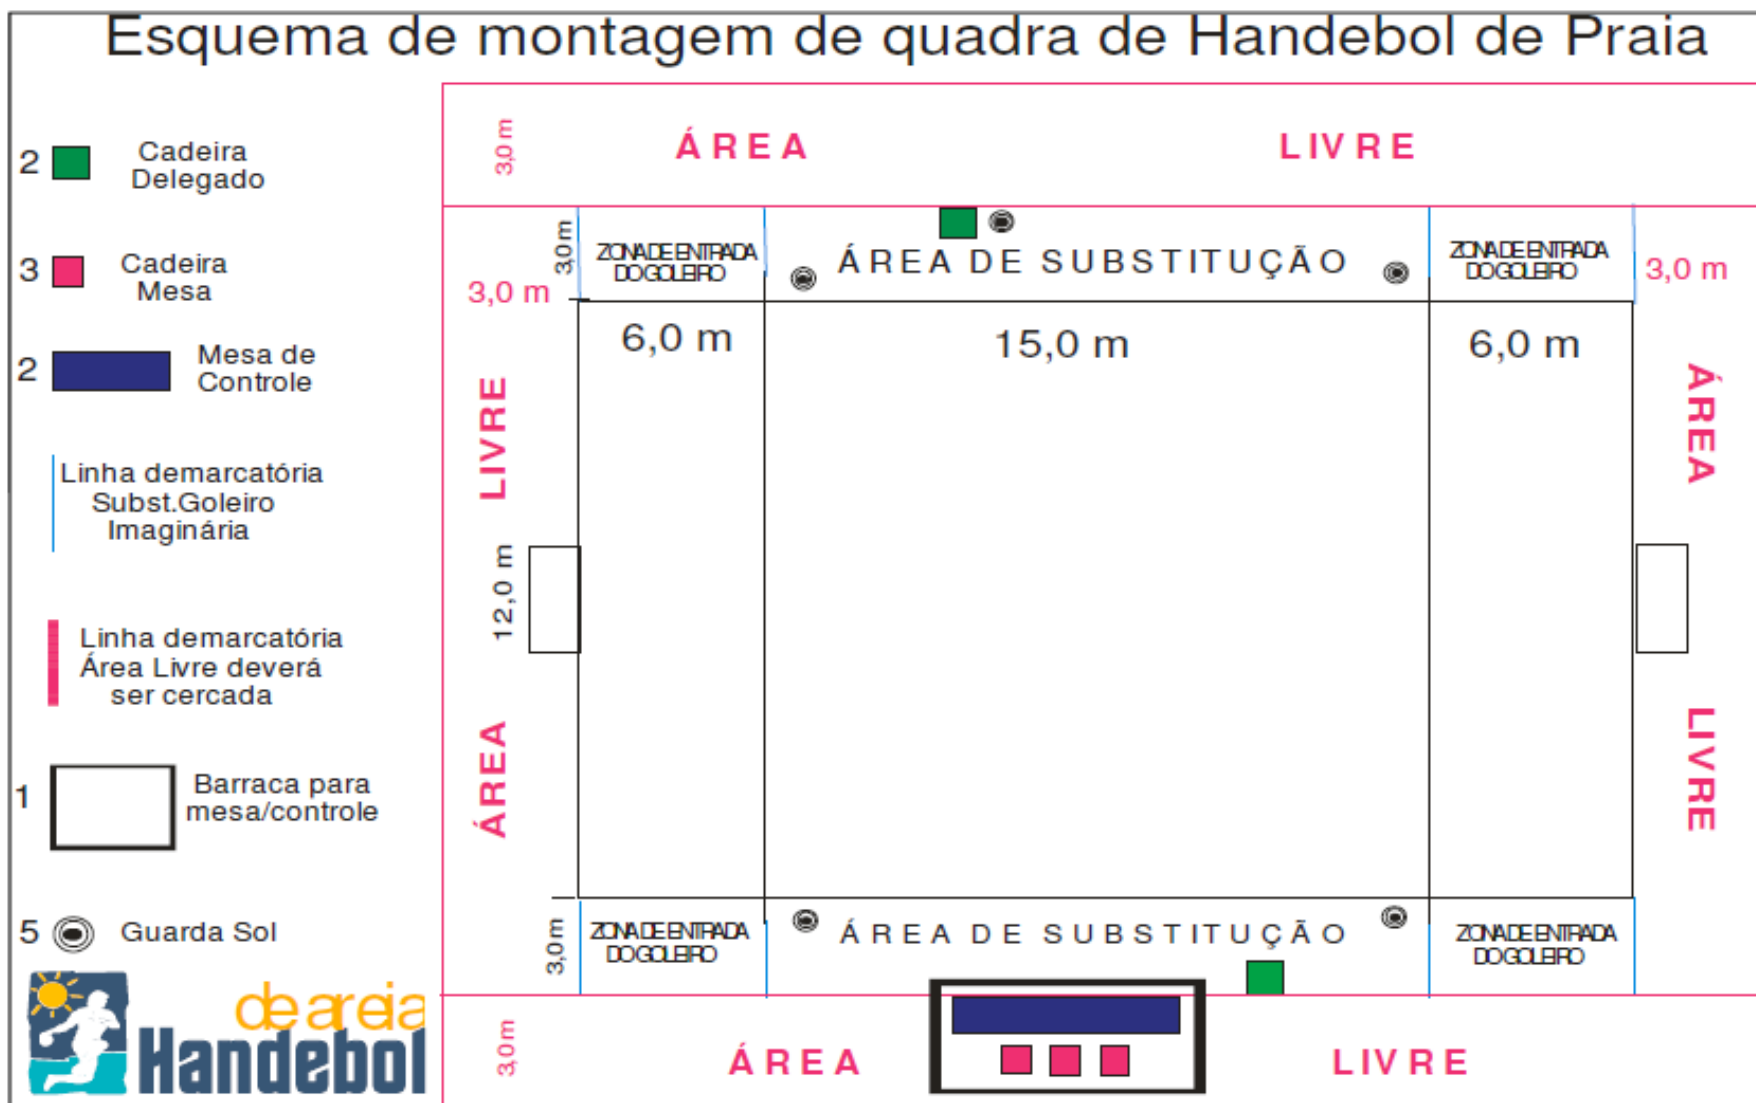 Esquema de montagem de quadra de Handebol de Praia
2
Cadeira
Delegado
3
Cadeira
Mesa
2
Mesa de
Controle
Linha demarcatória
Subst.Goleiro
Imaginária
Linha demarcatória
Área Livre deverá
ser cercada
1
Barraca para
mesa/controle
5
Guarda Sol
de areia
Handebol
3,0 m
ÁREA LIVRE
3,0 m
ZONA DE ENTRADA
DO GOLEIRO
ÁREA DE SUBSTITUÇÃO
ZONA DE ENTRADA
DO GOLEIRO
3,0 m
3,0 m
6,0 m
15,0 m
6,0 m
ÁREA LIVRE
12,0 m
ÁREA LIVRE
3,0 m
ZONA DE ENTRADA
DO GOLEIRO
ÁREA DE SUBSTITUÇÃO
ZONA DE ENTRADA
DO GOLEIRO
3,0 m
ÁREA LIVRE